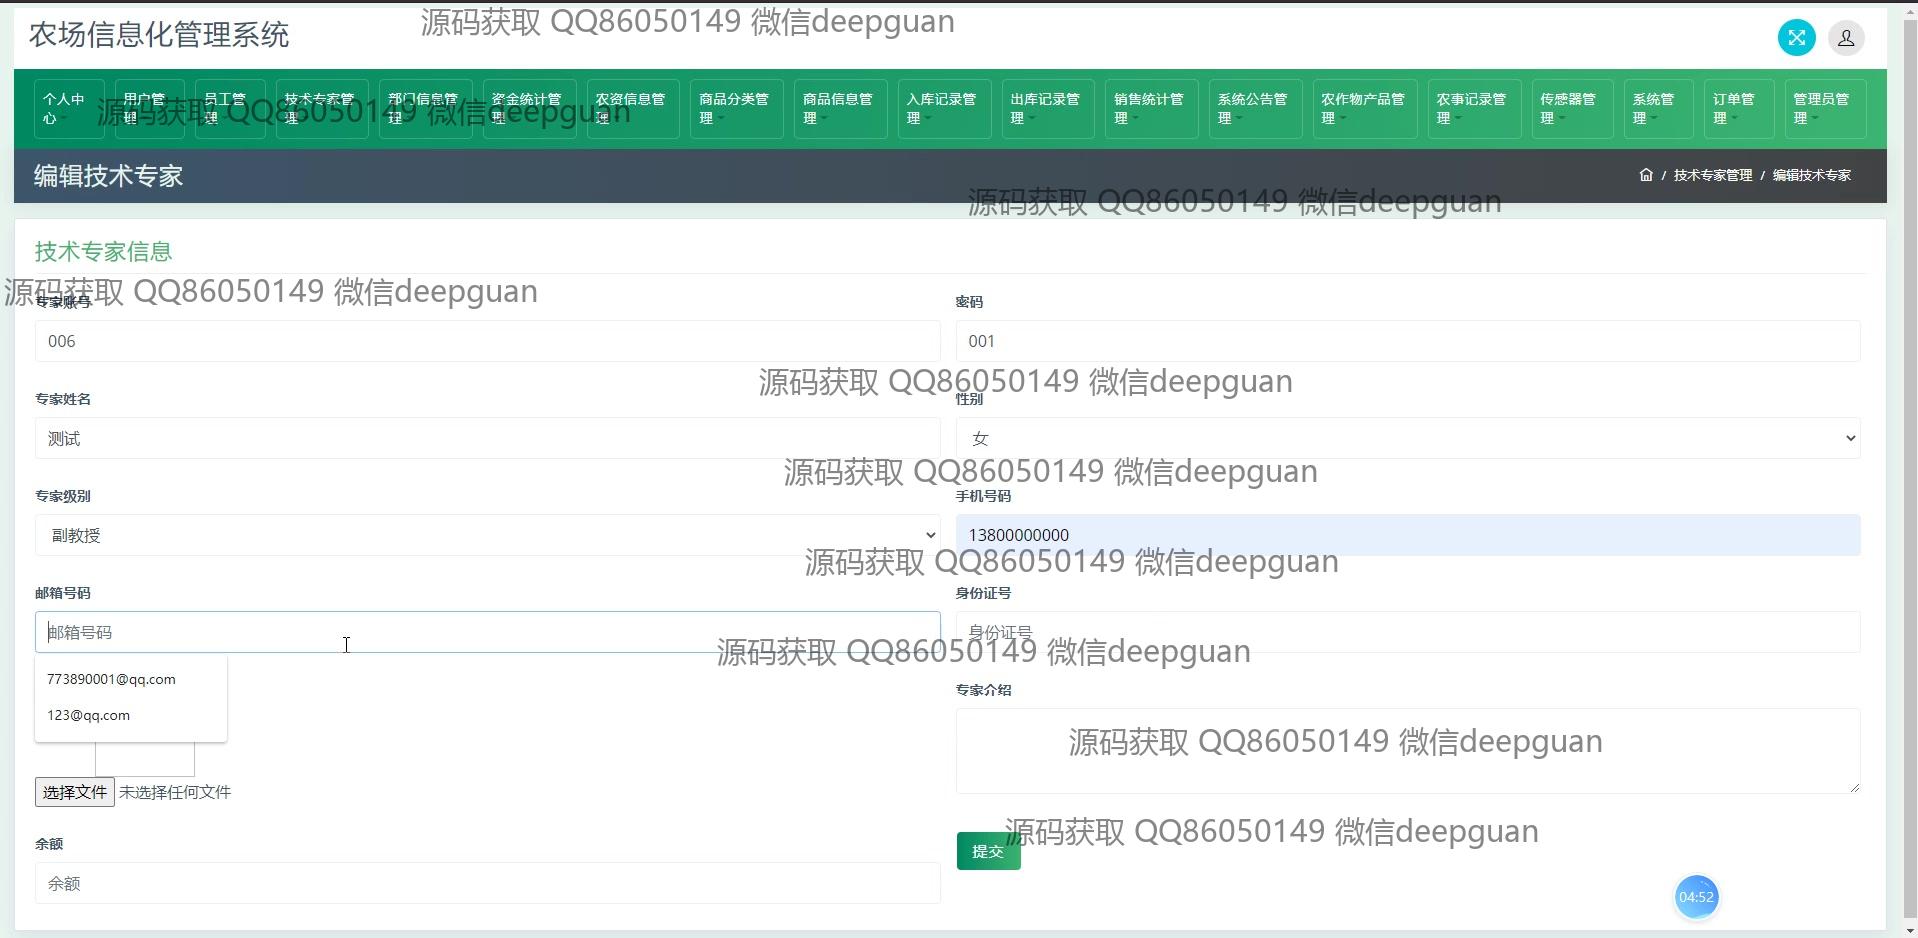 源码获取 QQ86050149 微信deepguan
农场信息化管理系统
个人中心
用户管理
员工管理
技术专家管理
部门信息管理
资金统计管理
农资信息管理
商品分类管理
商品信息管理
入库记录管理
出库记录管理
销售统计管理
系统公告管理
农作物产品管理
农事记录管理
传感器管理
系统管理
订单管理
管理员管理
源码获取 QQ86050149 微信deepguan
编辑技术专家
/ 技术专家管理 / 编辑技术专家
源码获取 QQ86050149 微信deepguan
技术专家信息
源码获取 QQ86050149 微信deepguan
专家账号
密码
006
001
源码获取 QQ86050149 微信deepguan
专家姓名
性别
测试
女
源码获取 QQ86050149 微信deepguan
专家级别
手机号码
副教授
13800000000
源码获取 QQ86050149 微信deepguan
邮箱号码
身份证号
邮箱号码
身份证号
源码获取 QQ86050149 微信deepguan
773890001@qq.com
123@qq.com
专家介绍
源码获取 QQ86050149 微信deepguan
选择文件 未选择任何文件
源码获取 QQ86050149 微信deepguan
余额
提交
余额
04:52